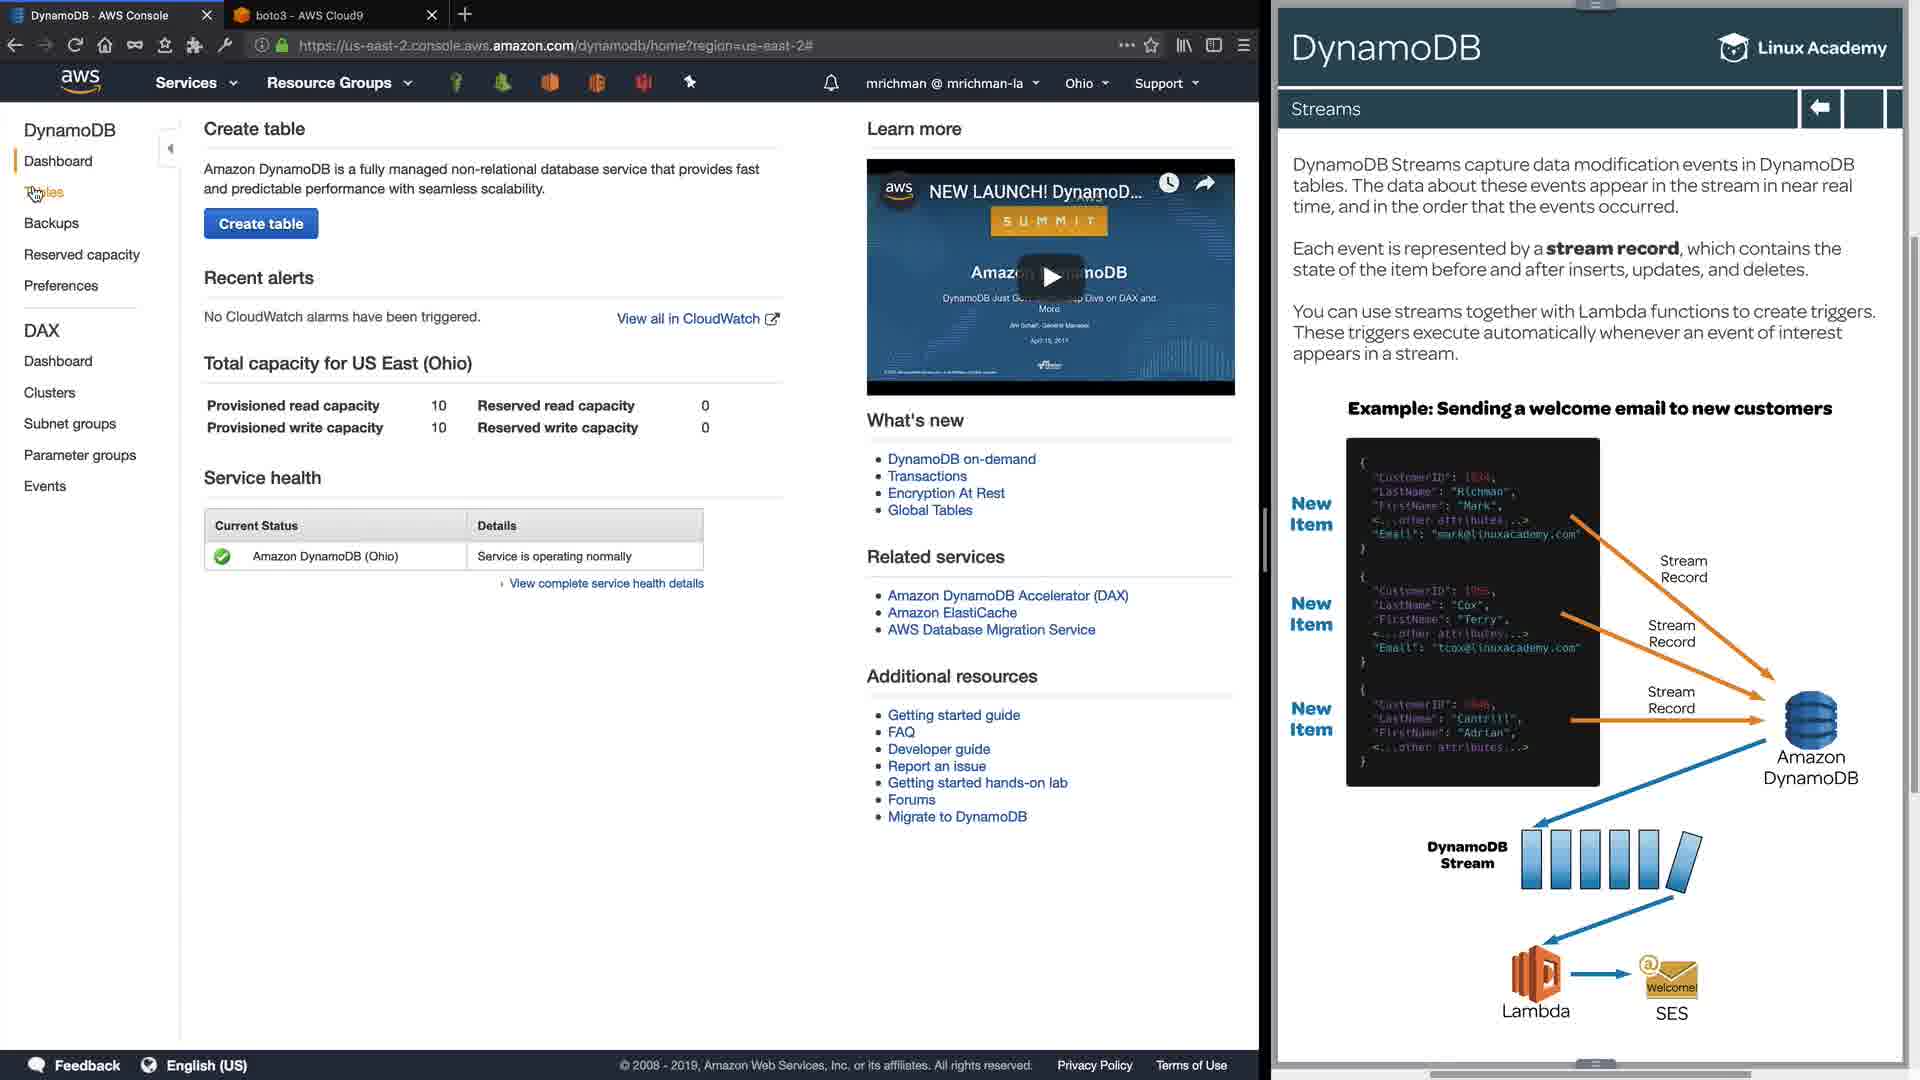 DynamoDB - AWS Console
boto3 - AWS Cloud9
https://us-east-2.console.aws.amazon.com/dynamodb/home?region=us-east-2#
aws
Services
Resource Groups
mrichman @ mrichman-la
Ohio
Support
DynamoDB
Dashboard
Tables
Backups
Reserved capacity
Preferences
DAX
Dashboard
Clusters
Subnet groups
Parameter groups
Events
Create table
Amazon DynamoDB is a fully managed non-relational database service that provides fast
and predictable performance with seamless scalability.
Create table
Recent alerts
No CloudWatch alarms have been triggered.
View all in CloudWatch
Total capacity for US East (Ohio)
Provisioned read capacity 10 Reserved read capacity 0
Provisioned write capacity 10 Reserved write capacity 0
Service health
Current Status Details
Amazon DynamoDB (Ohio) Service is operating normally
View complete service health details
Learn more
aws
NEW LAUNCH! DynamoD...
SUMMIT
More
April 19, 2017
What's new
DynamoDB on-demand
Transactions
Encryption At Rest
Global Tables
Related services
Amazon DynamoDB Accelerator (DAX)
Amazon ElastiCache
AWS Database Migration Service
Additional resources
Getting started guide
FAQ
Developer guide
Report an issue
Getting started hands-on lab
Forums
Migrate to DynamoDB
Feedback
English (US)
© 2008 - 2019, Amazon Web Services, Inc. or its affiliates. All rights reserved.
Privacy Policy
Terms of Use
DynamoDB
Linux Academy
Streams
DynamoDB Streams capture data modification events in DynamoDB
tables. The data about these events appear in the stream in near real
time, and in the order that the events occurred.
Each event is represented by a stream record, which contains the
state of the item before and after inserts, updates, and deletes.
You can use streams together with Lambda functions to create triggers.
These triggers execute automatically whenever an event of interest
appears in a stream.
Example: Sending a welcome email to new customers
New
Item
{
"CustomerID":
"LastName": "Richman",
"FirstName": "Mark",
<...other attributes...>
"Email": "mark@linuxacademy.com"
}
New
Item
{
"CustomerID":
"LastName": "Cox",
"FirstName": "Terry",
<...other attributes...>
"Email": "tcox@linuxacademy.com"
}
New
Item
{
"CustomerID":
"LastName": "Cantrill",
"FirstName": "Adrian",
<...other attributes...>
}
Stream
Record
Stream
Record
Stream
Record
Amazon
DynamoDB
DynamoDB
Stream
Lambda
Welcome!
SES